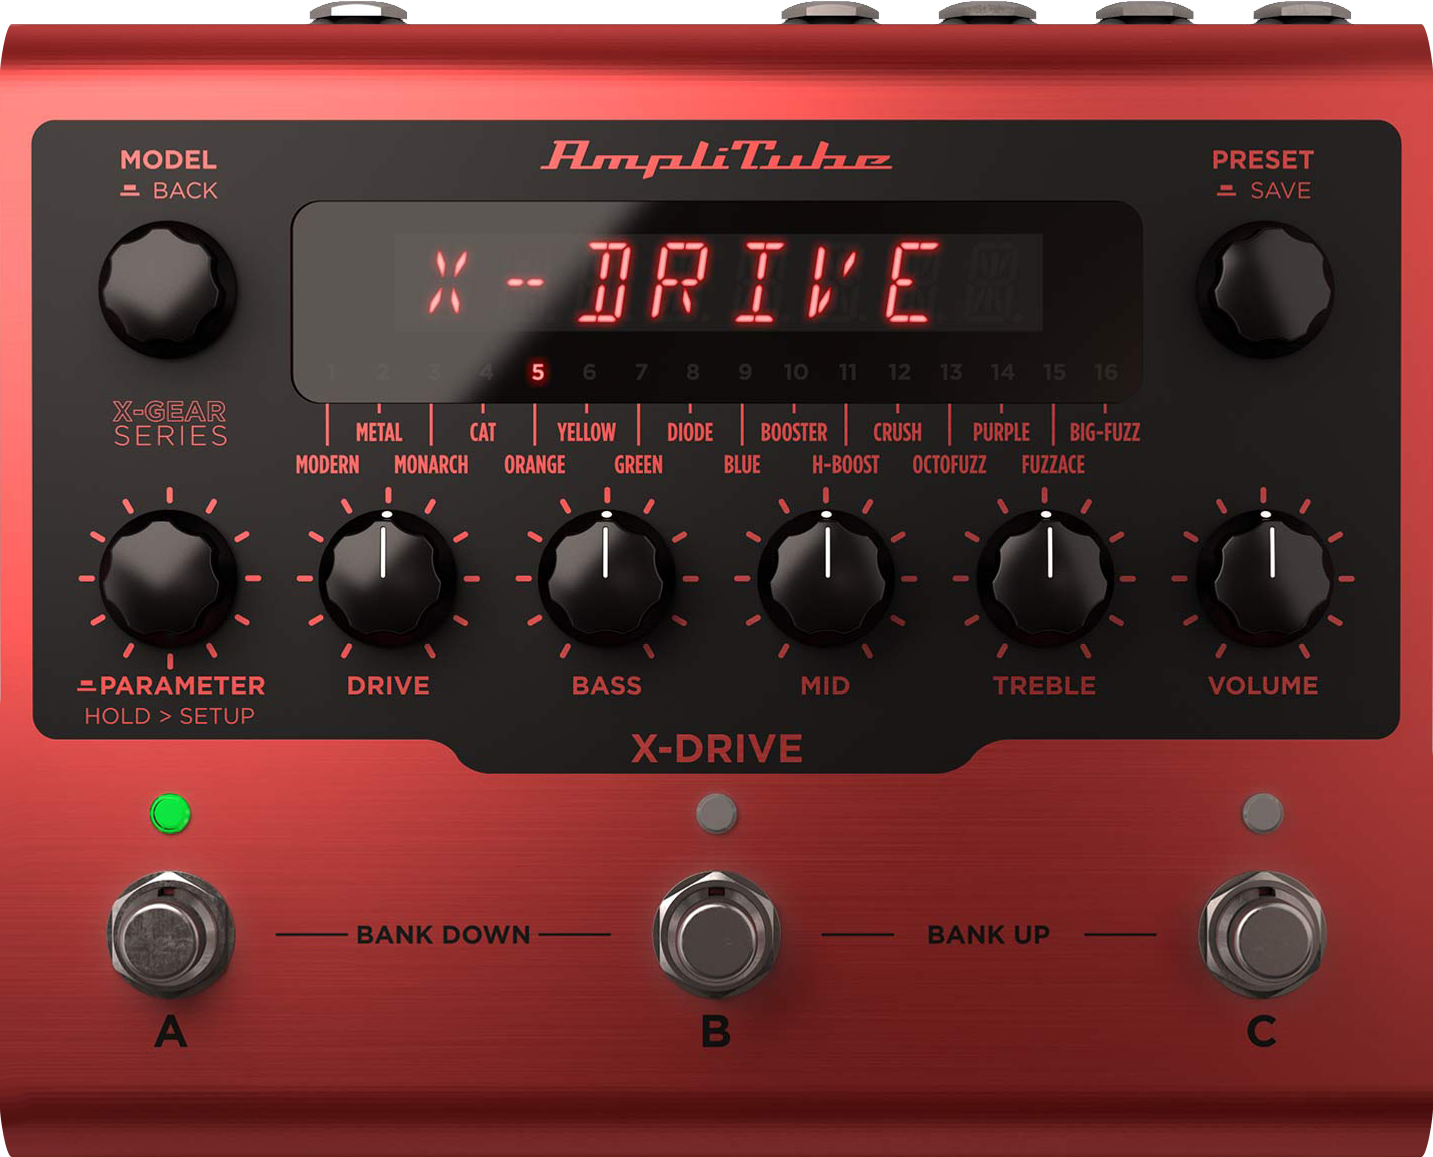 AmpliTube
MODEL
BACK
PRESET
SAVE
X-DRIVE
1 2 3 4 5 6 7 8 9 10 11 12 13 14 15 16
X-GEAR
SERIES
METAL CAT YELLOW DIODE BOOSTER CRUSH PURPLE BIG-FUZZ
MODERN MONARCH ORANGE GREEN BLUE H-BOOST OCTOFUZZ FUZZACE
PARAMETER DRIVE BASS MID TREBLE VOLUME
HOLD > SETUP
X-DRIVE
BANK DOWN BANK UP
A B C